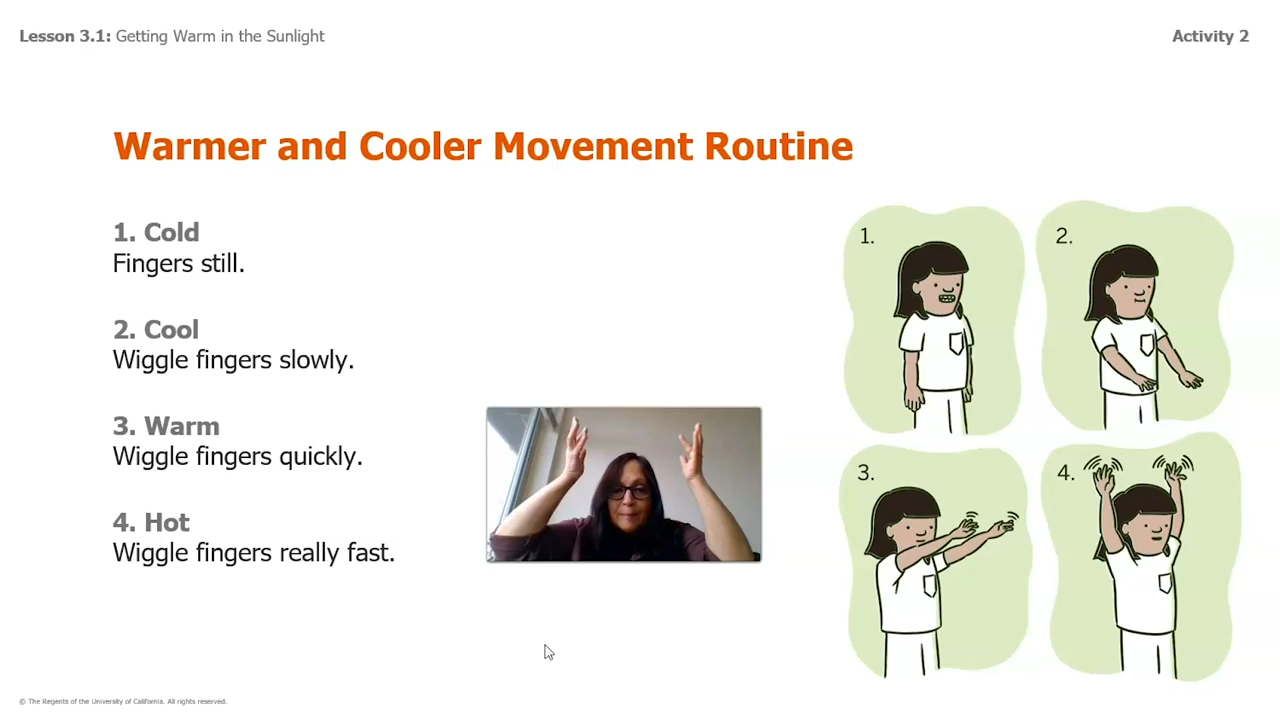 Lesson 3.1: Getting Warm in the Sunlight
Activity 2
Warmer and Cooler Movement Routine
1. Cold
Fingers still.
2. Cool
Wiggle fingers slowly.
3. Warm
Wiggle fingers quickly.
4. Hot
Wiggle fingers really fast.
1.
2.
3.
4.
© The Regents of the University of California. All rights reserved.